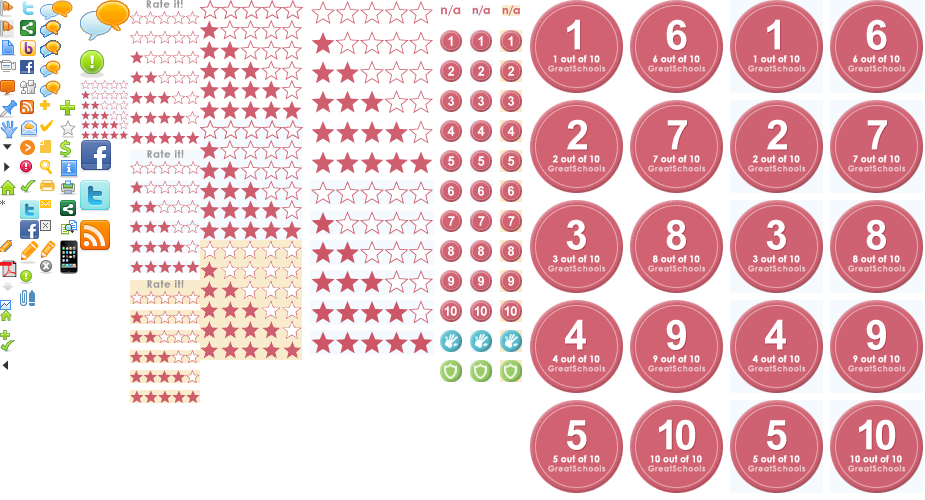 Rate it!
Rate it!
Rate it!
n/a n/a n/a
1 1 1
2 2 2
3 3 3
4 4 4
5 5 5
6 6 6
7 7 7
8 8 8
9 9 9
10 10 10
1 6 1 6
1 out of 10 6 out of 10 1 out of 10 6 out of 10
GreatSchools GreatSchools GreatSchools GreatSchools
2 7 2 7
2 out of 10 7 out of 10 2 out of 10 7 out of 10
GreatSchools GreatSchools GreatSchools GreatSchools
3 8 3 8
3 out of 10 8 out of 10 3 out of 10 8 out of 10
GreatSchools GreatSchools GreatSchools GreatSchools
4 9 4 9
4 out of 10 9 out of 10 4 out of 10 9 out of 10
GreatSchools GreatSchools GreatSchools GreatSchools
5 10 5 10
5 out of 10 10 out of 10 5 out of 10 10 out of 10
GreatSchools GreatSchools GreatSchools GreatSchools